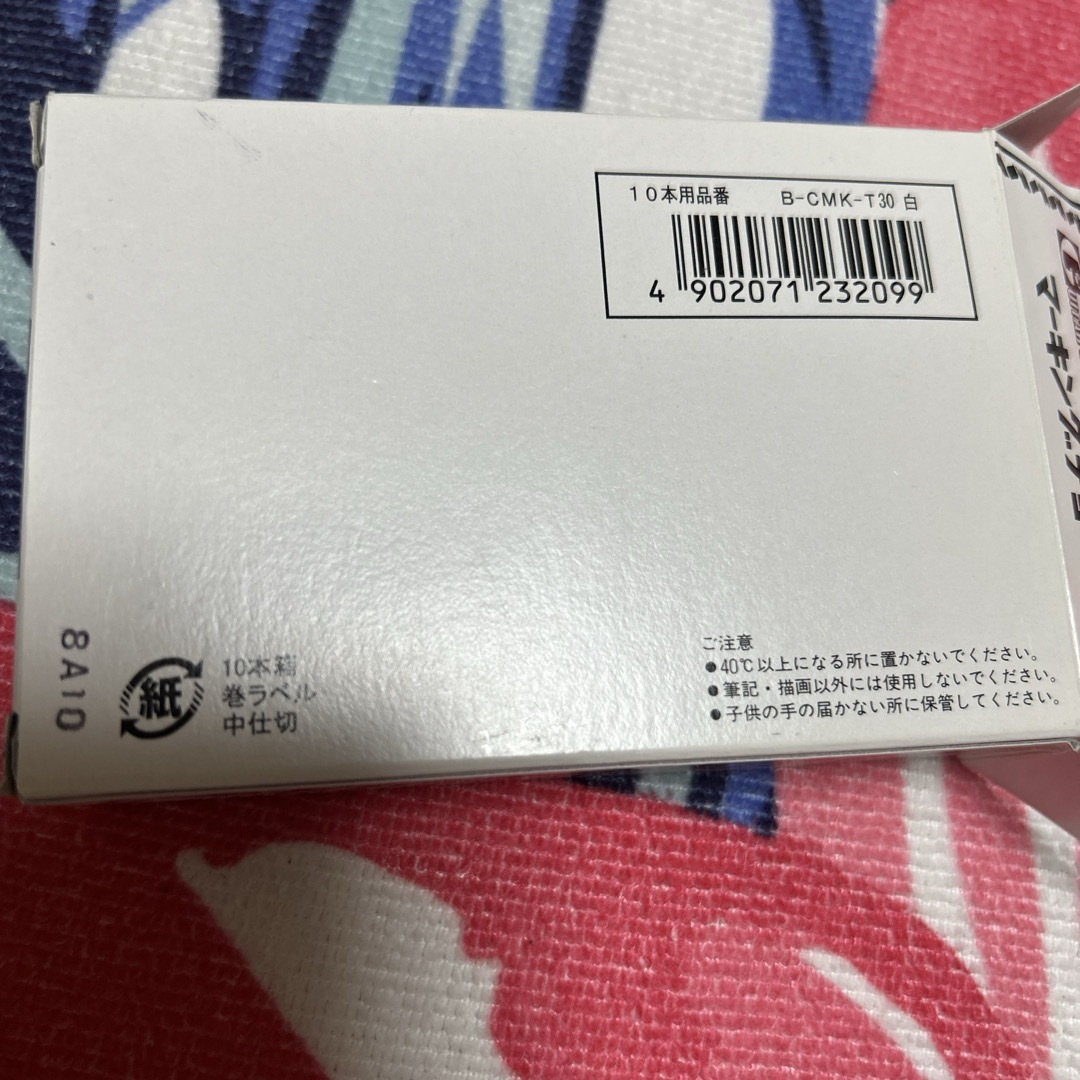 10本用品番 B-CMK-T30 白
4 902071 232099
マーキングチョ
8A10
紙
10本箱
巻ラベル
中仕切
ご注意
●40℃以上になる所に置かないでください。
●筆記・描画以外には使用しないでください。
●子供の手の届かない所に保管してください。